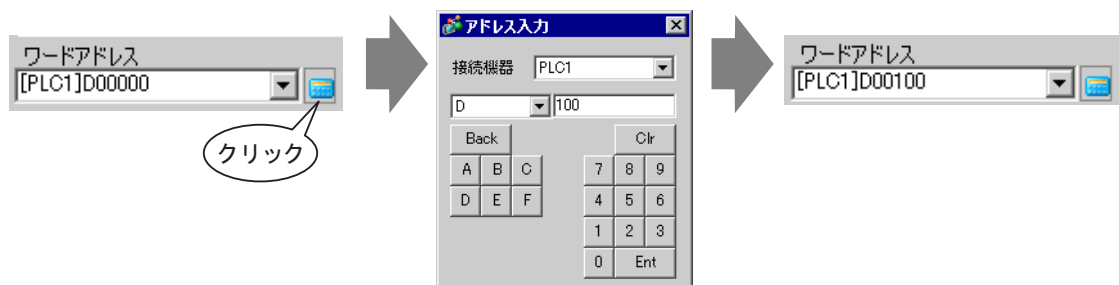 ワードアドレス
[PLC1]D00000
クリック
アドレス入力
接続機器 PLC1
D 100
Back Clr
A B C 7 8 9
D E F 4 5 6
1 2 3
0 Ent
ワードアドレス
[PLC1]D00100